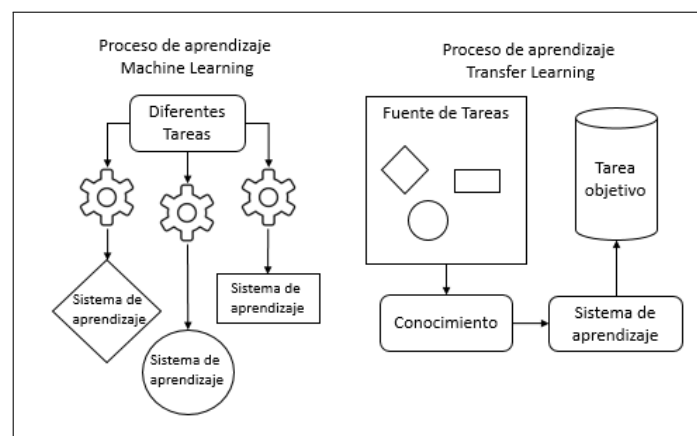 Proceso de aprendizaje
Machine Learning
Diferentes
Tareas
Sistema de
aprendizaje
Sistema de
aprendizaje
Sistema de
aprendizaje
Proceso de aprendizaje
Transfer Learning
Fuente de Tareas
Tarea
objetivo
Conocimiento
Sistema de
aprendizaje